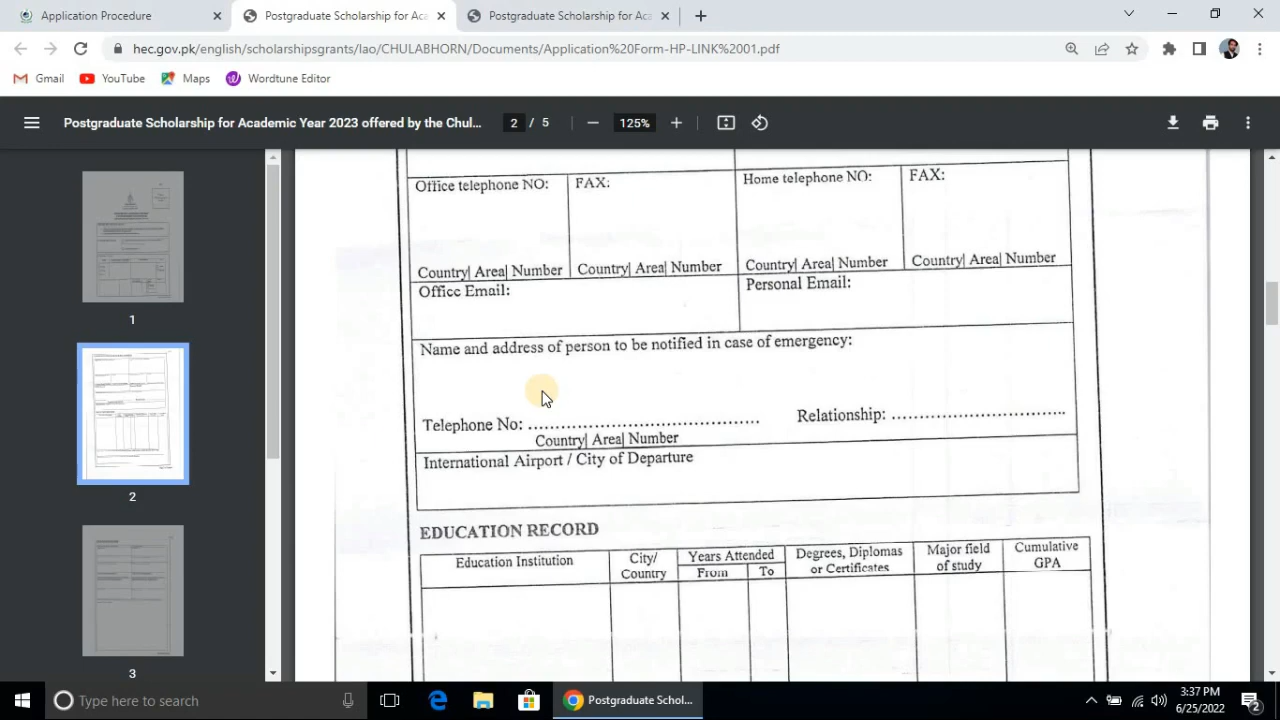 Application Procedure
Postgraduate Scholarship for Aca
Postgraduate Scholarship for Aca
hec.gov.pk/english/scholarshipsgrants/lao/CHULABHORN/Documents/Application%20Form-HP-LINK%2001.pdf
Gmail YouTube Maps Wordtune Editor
Postgraduate Scholarship for Academic Year 2023 offered by the Chul... 2 / 5 125%
1
2
3
Office telephone NO: FAX: Home telephone NO: FAX:
Country| Area| Number Country| Area| Number Country| Area| Number Country| Area| Number
Office Email: Personal Email:
Name and address of person to be notified in case of emergency:
Telephone No: .......................................... Relationship: ................................
Country| Area| Number
International Airport / City of Departure
EDUCATION RECORD
Education Institution City/ Country Years Attended From To Degrees, Diplomas or Certificates Major field of study Cumulative GPA
Type here to search
Postgraduate Schol...
3:37 PM
6/25/2022
2